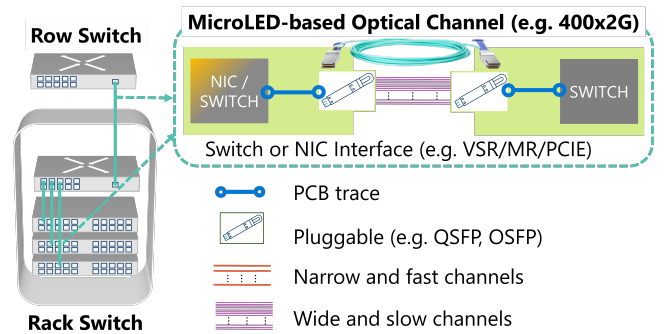 MicroLED-based Optical Channel (e.g. 400x2G)
Row Switch
NIC /
SWITCH
SWITCH
Switch or NIC Interface (e.g. VSR/MR/PCIE)
PCB trace
Pluggable (e.g. QSFP, OSFP)
Narrow and fast channels
Wide and slow channels
Rack Switch